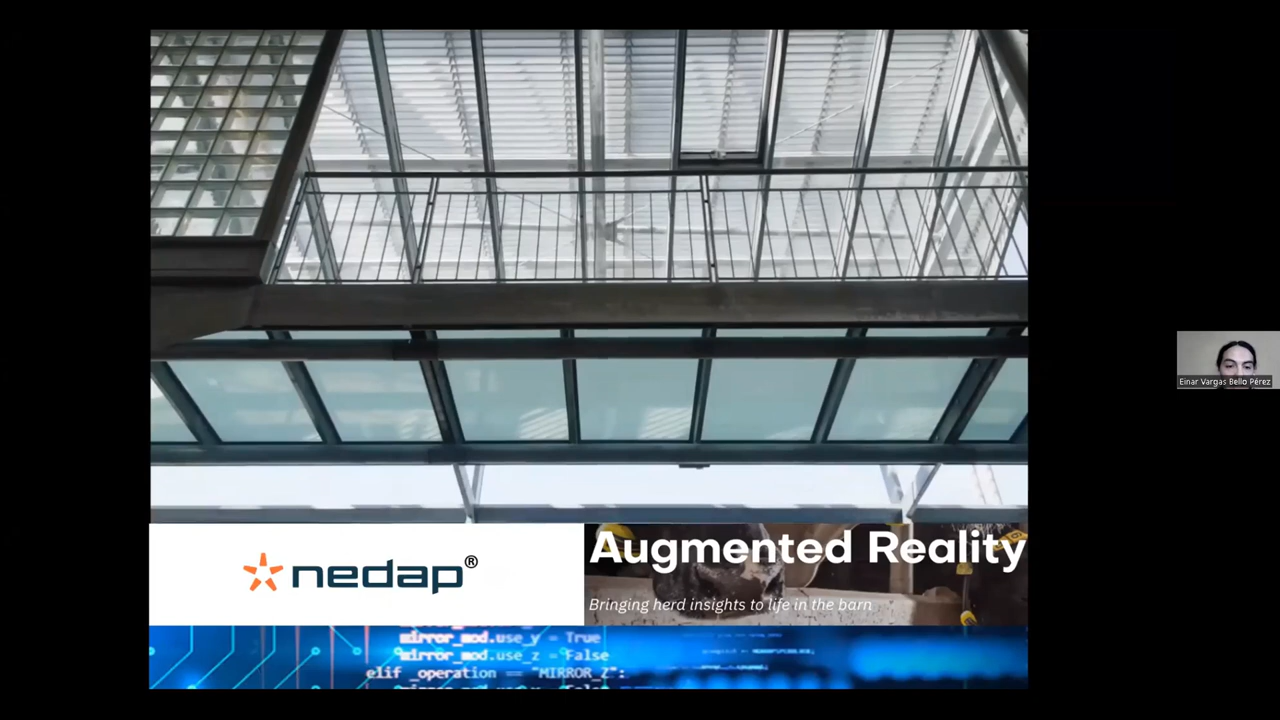 Einar Vargas Bello Pérez
Augmented Reality
nedap®
Bringing herd insights to life in the barn
mirror_mod.use_y = True
mirror_mod.use_z = False
elif _operation == "MIRROR_Z":